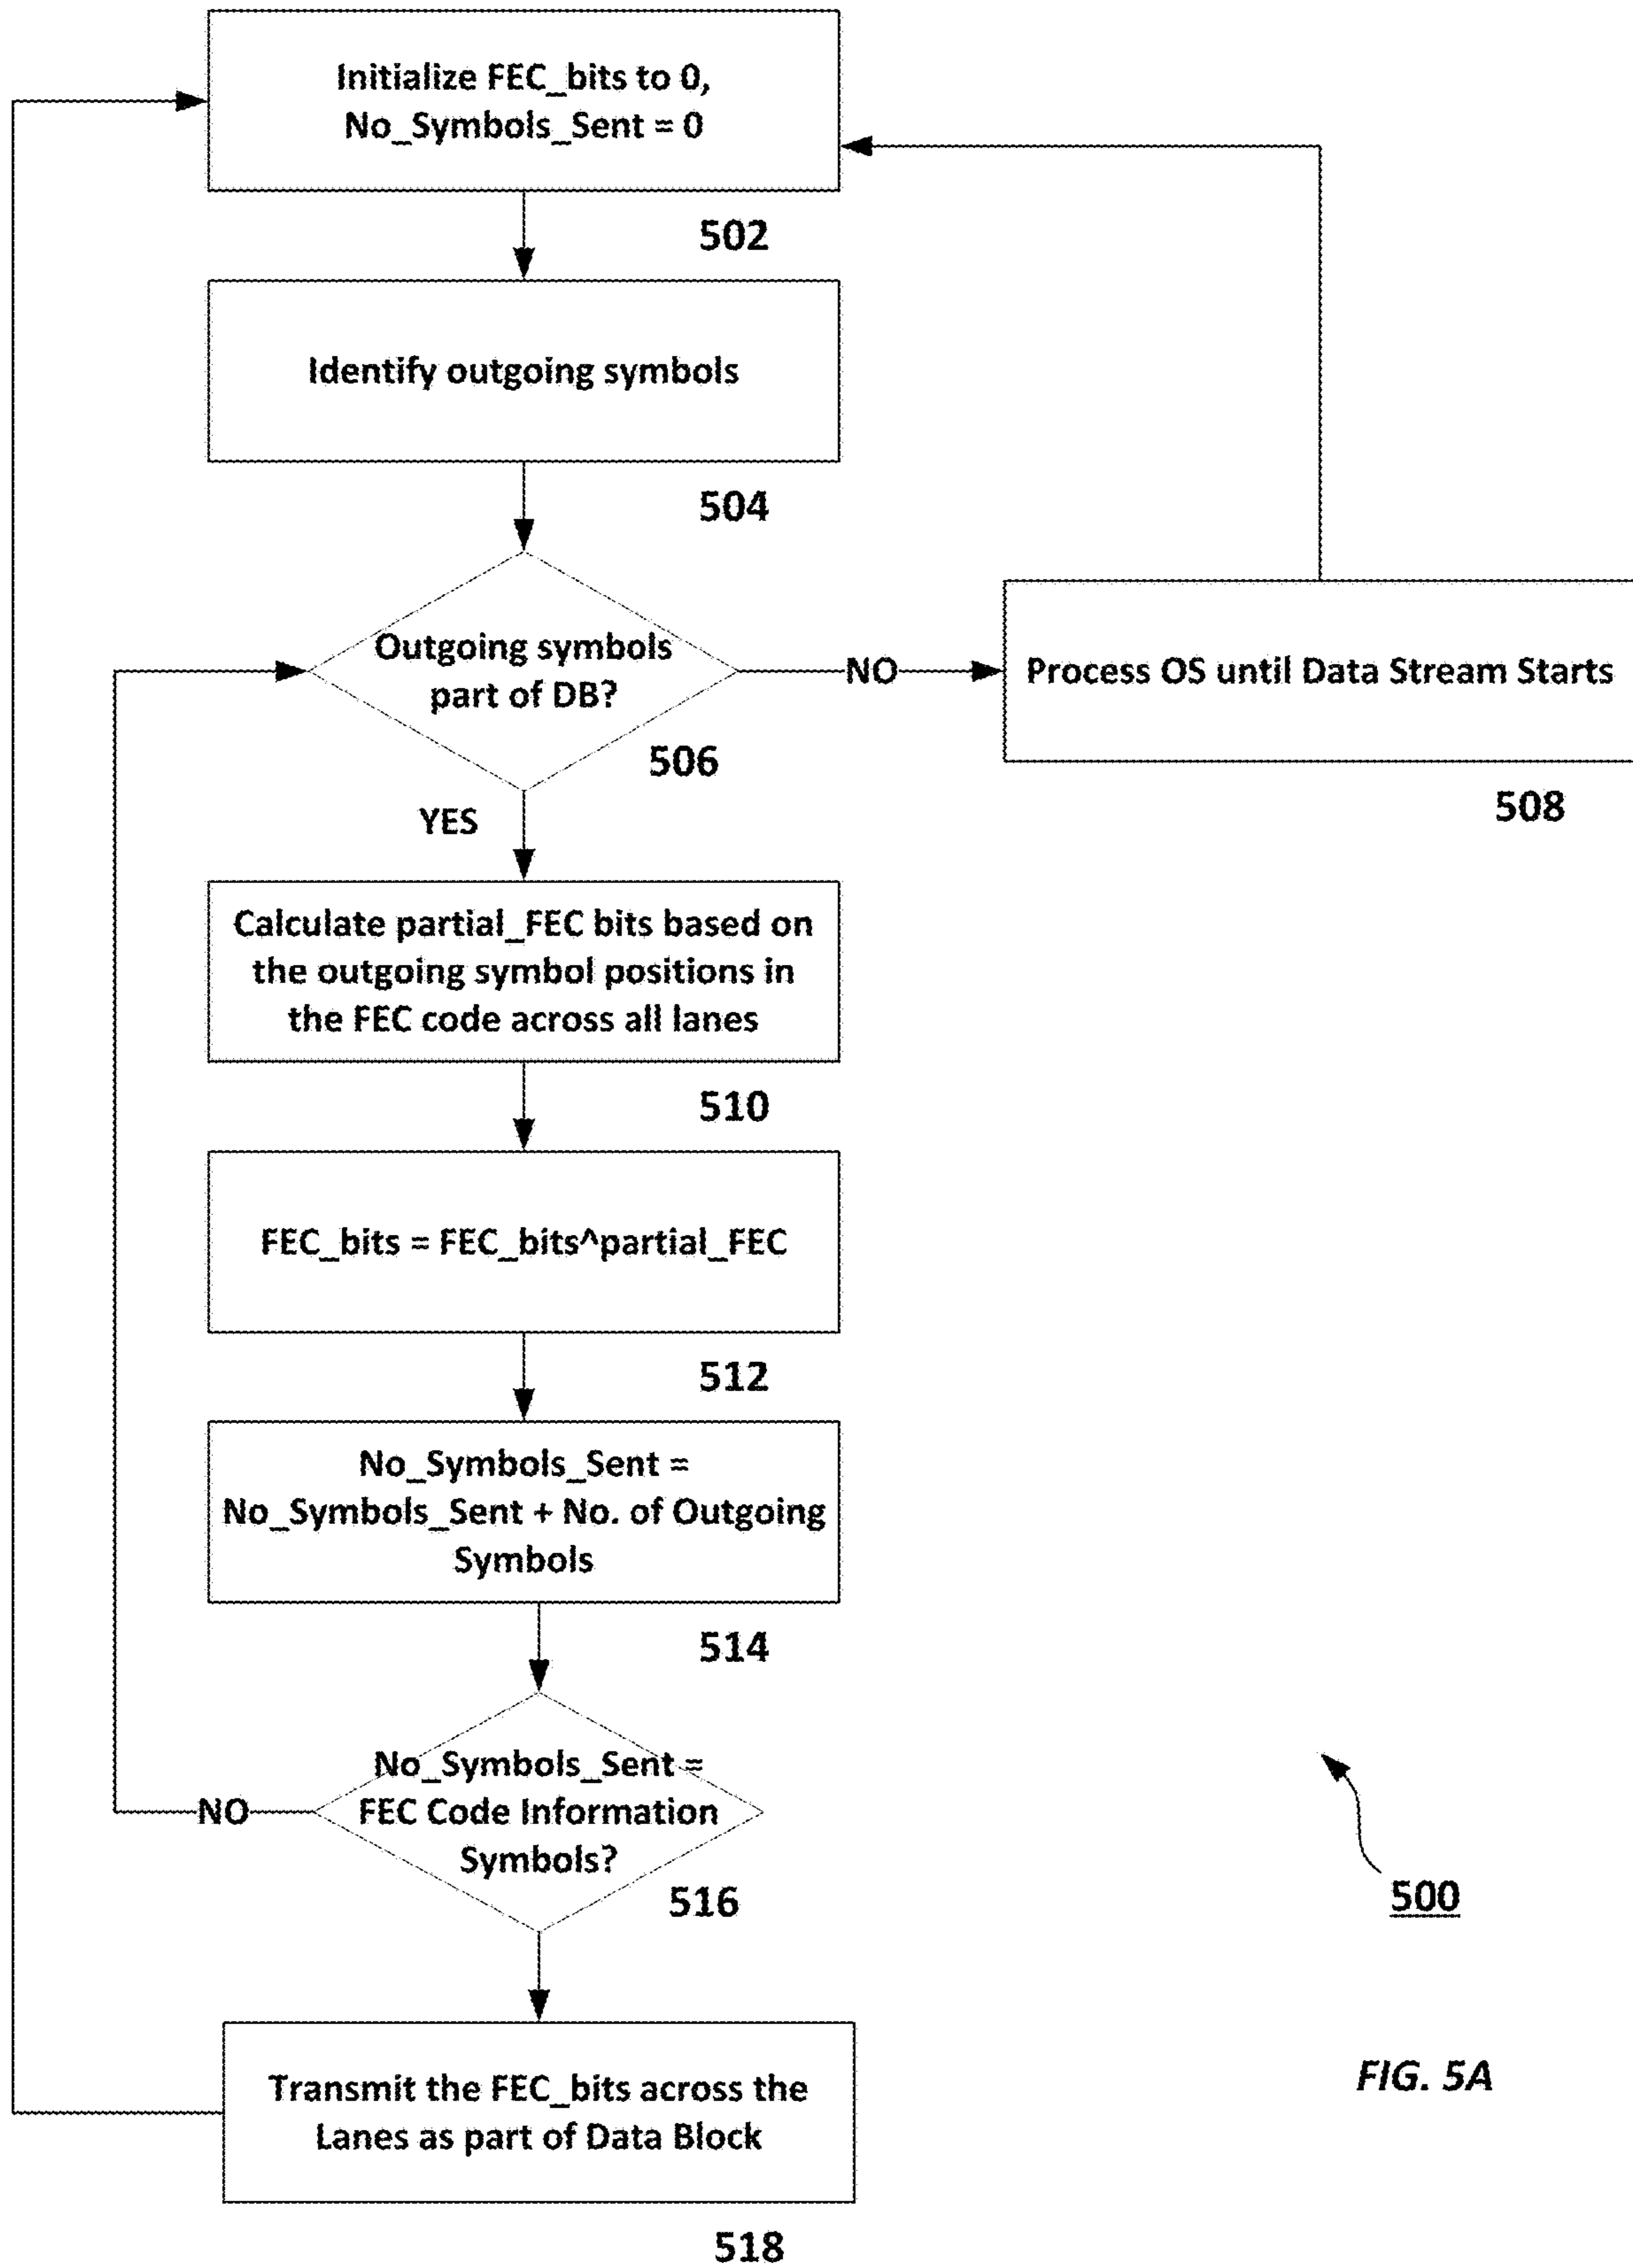 Initialize FEC_bits to 0,
No_Symbols_Sent = 0
502
Identify outgoing symbols
504
Outgoing symbols
part of DB?
506
NO
Process OS until Data Stream Starts
508
YES
Calculate partial_FEC bits based on
the outgoing symbol positions in
the FEC code across all lanes
510
FEC_bits = FEC_bits^partial_FEC
512
No_Symbols_Sent =
No_Symbols_Sent + No. of Outgoing
Symbols
514
No_Symbols_Sent =
FEC Code Information
Symbols?
516
NO
500
Transmit the FEC_bits across the
Lanes as part of Data Block
518
FIG. 5A